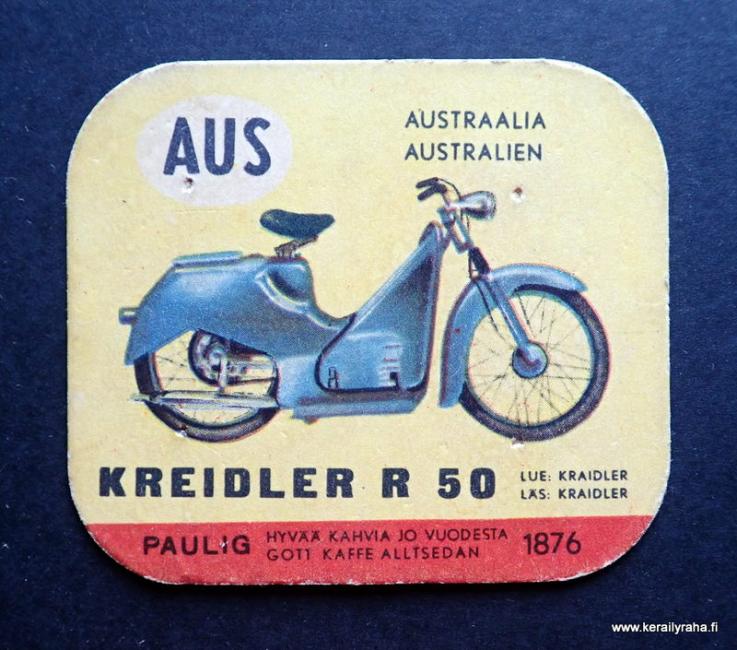 AUS
AUSTRAALIA
AUSTRALIEN
KREIDLER R 50
LUE: KRAIDLER
LÄS: KRAIDLER
PAULIG
HYVÄÄ KAHVIA JO VUODESTA
GOTT KAFFE ALLTSEDAN
1876
www.kerailyraha.fi